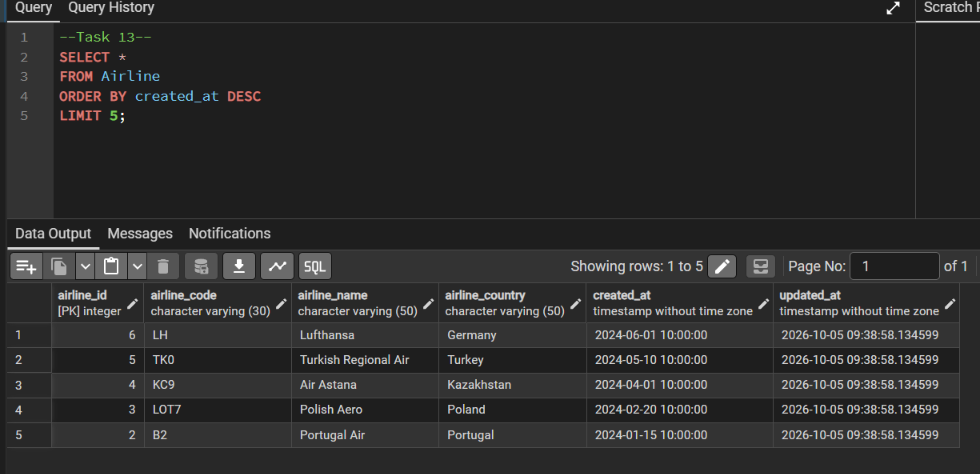 Query Query History Scratch
1 --Task 13--
2 SELECT *
3 FROM Airline
4 ORDER BY created_at DESC
5 LIMIT 5;
Data Output Messages Notifications
SQL Showing rows: 1 to 5 Page No: 1 of 1
airline_id airline_code airline_name airline_country created_at updated_at
[PK] integer character varying (30) character varying (50) character varying (50) timestamp without time zone timestamp without time zone
1 6 LH Lufthansa Germany 2024-06-01 10:00:00 2026-10-05 09:38:58.134599
2 5 TK0 Turkish Regional Air Turkey 2024-05-10 10:00:00 2026-10-05 09:38:58.134599
3 4 KC9 Air Astana Kazakhstan 2024-04-01 10:00:00 2026-10-05 09:38:58.134599
4 3 LOT7 Polish Aero Poland 2024-02-20 10:00:00 2026-10-05 09:38:58.134599
5 2 B2 Portugal Air Portugal 2024-01-15 10:00:00 2026-10-05 09:38:58.134599